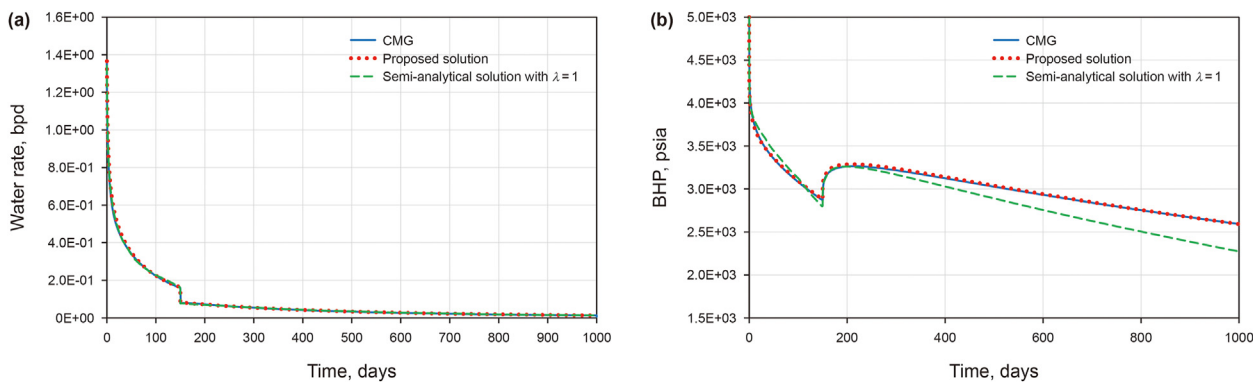 (a)
1.6E+00
1.4E+00
1.2E+00
1.0E+00
8.0E-01
6.0E-01
4.0E-01
2.0E-01
0E+00
Water rate, bpd
CMG
Proposed solution
Semi-analytical solution with λ = 1
0 100 200 300 400 500 600 700 800 900 1000
Time, days
(b)
5.0E+03
4.5E+03
4.0E+03
3.5E+03
3.0E+03
2.5E+03
2.0E+03
1.5E+03
BHP, psia
CMG
Proposed solution
Semi-analytical solution with λ = 1
0 200 400 600 800 1000
Time, days